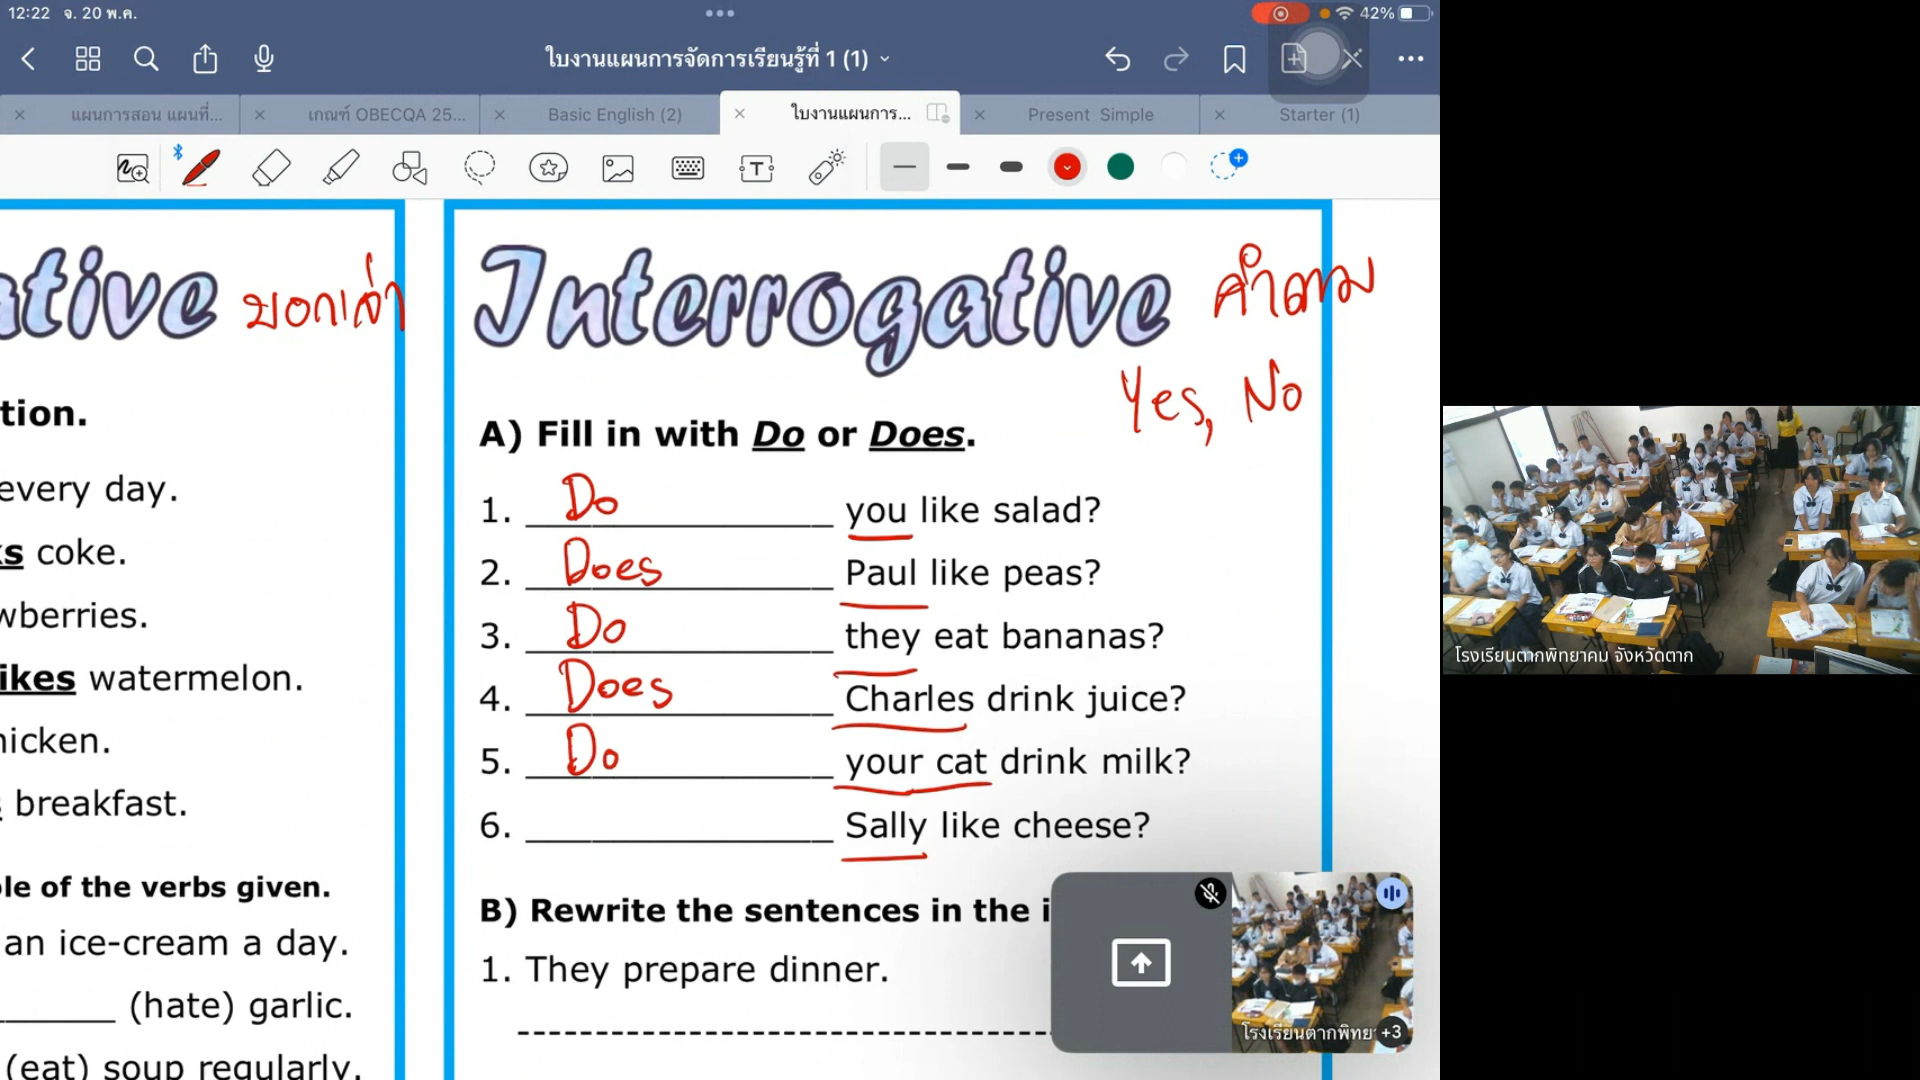 12:22 จ. 20 พ.ค. 42%
ใบงานแผนการจัดการเรียนรู้ที่ 1 (1)
แผนการสอน แผนที่... เกณฑ์ OBECQA 25... Basic English (2) ใบงานแผนการ... Present Simple Starter (1)
ative บอกเล่า
tion.
every day.
s coke.
wberries.
ikes watermelon.
hicken.
breakfast.
le of the verbs given.
an ice-cream a day.
______ (hate) garlic.
(eat) soup regularly.
Interrogative คำถาม
Yes, No
A) Fill in with Do or Does.
1. Do you like salad?
2. Does Paul like peas?
3. Do they eat bananas?
4. Does Charles drink juice?
5. Do your cat drink milk?
6. ______________ Sally like cheese?
B) Rewrite the sentences in the i
1. They prepare dinner.
โรงเรียนตากพิทยา +3
โรงเรียนตากพิทยาคม จังหวัดตาก